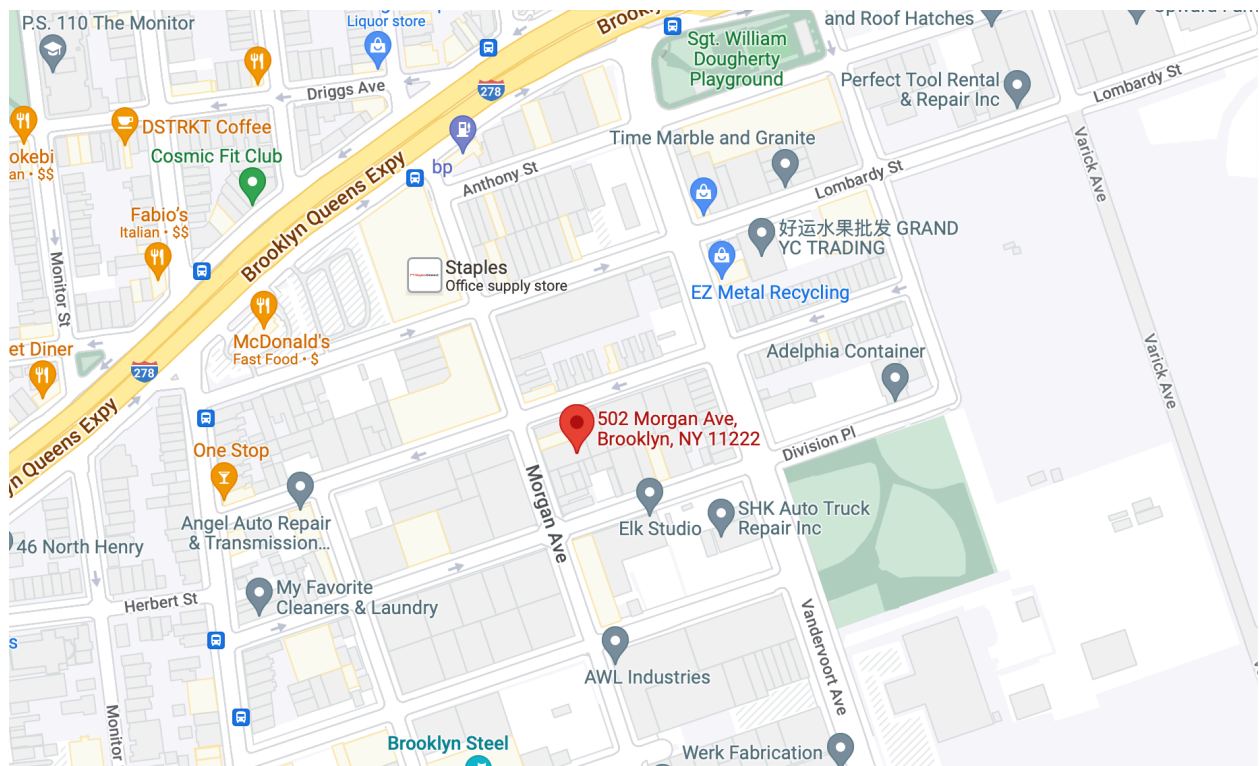 P.S. 110 The Monitor
Liquor store
Brooklyn
and Roof Hatches
Sgt. William
Dougherty
Playground
Driggs Ave
278
Perfect Tool Rental
& Repair Inc
Lombardy St
DSTRKT Coffee
Time Marble and Granite
Varick Ave
okebi
an • $$
Cosmic Fit Club
bp
Anthony St
Lombardy St
Brooklyn Queens Expy
Fabio's
Italian • $$
好运水果批发 GRAND
YC TRADING
Monitor St
Staples
Office supply store
EZ Metal Recycling
McDonald's
Fast Food • $
et Diner
278
Adelphia Container
Varick Ave
502 Morgan Ave,
Brooklyn, NY 11222
yn Queens Expy
One Stop
Division Pl
Morgan Ave
Angel Auto Repair
& Transmission...
Elk Studio
SHK Auto Truck
Repair Inc
46 North Henry
My Favorite
Cleaners & Laundry
Herbert St
s
Vandervoort Ave
AWL Industries
Monitor
Brooklyn Steel
Werk Fabrication